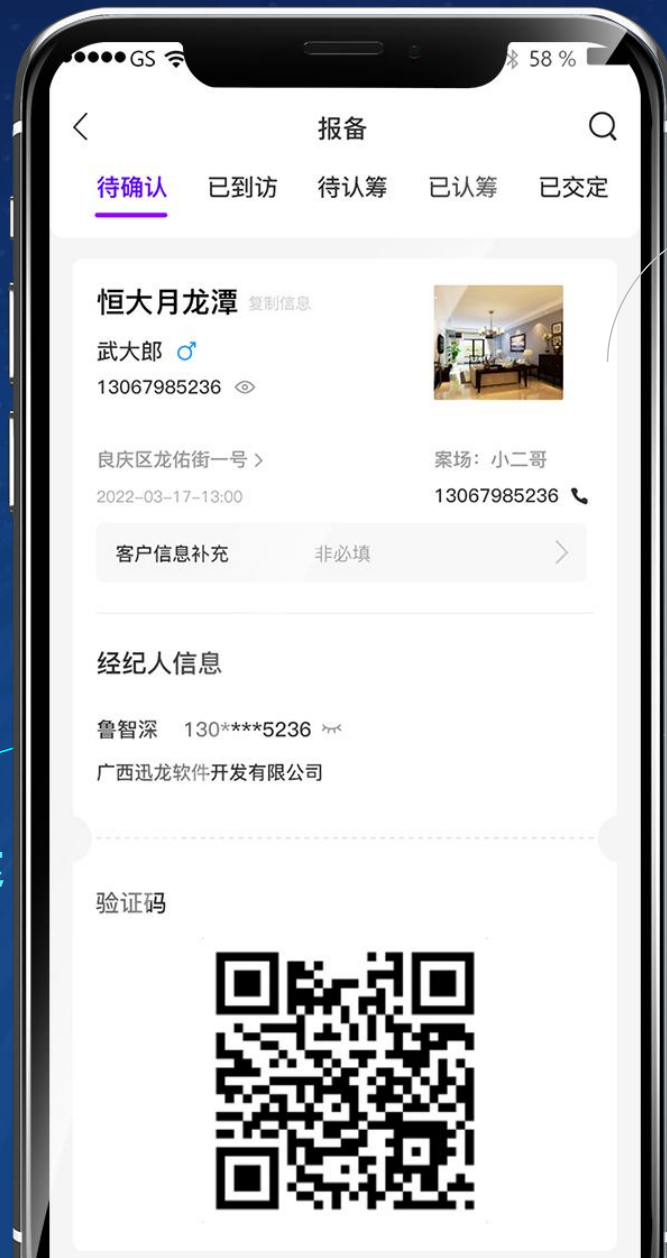 GS 58 %
报备
待确认 已到访 待认筹 已认筹 已交定
恒大月龙潭 复制信息
武大郎
13067985236
良庆区龙佑街一号 案场：小二哥
2022-03-17-13:00 13067985236
客户信息补充 非必填
经纪人信息
鲁智深 130****5236
广西迅龙软件开发有限公司
验证码